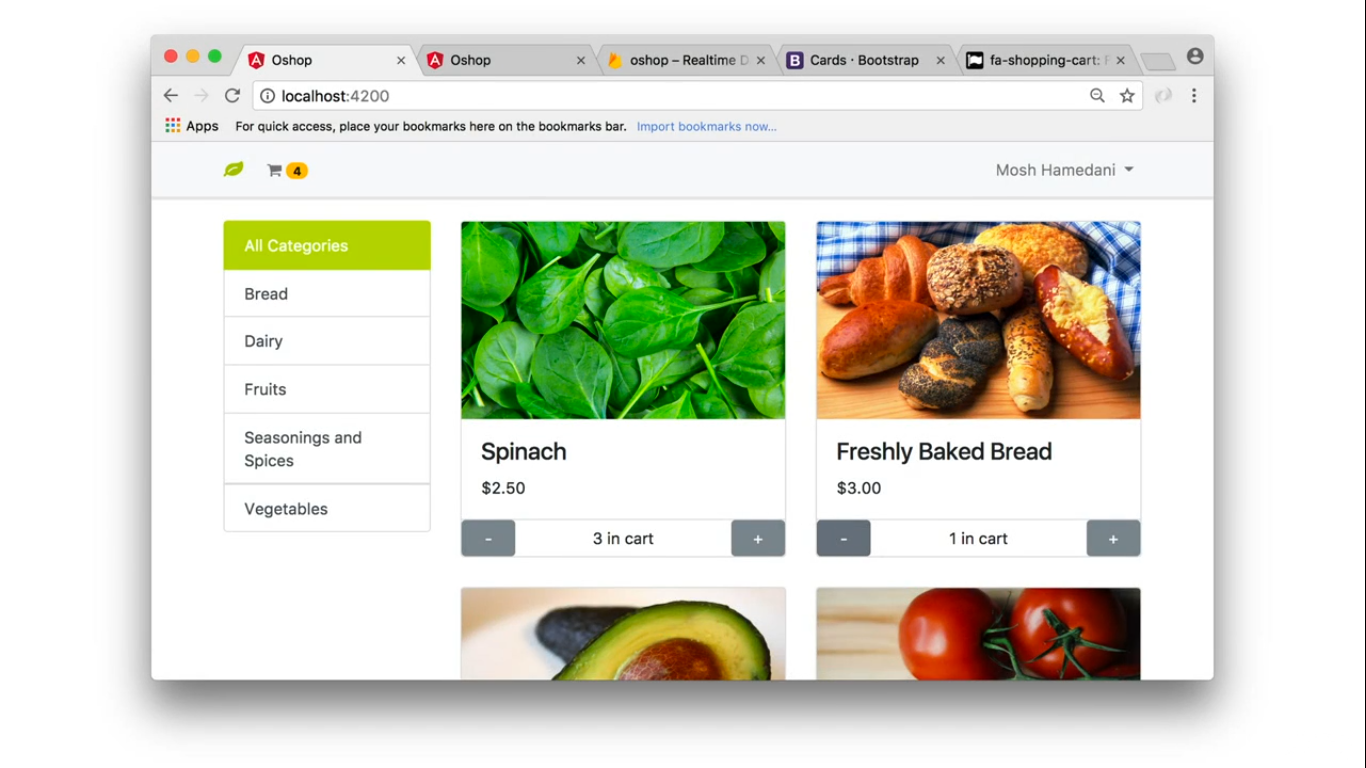 Oshop
Oshop
oshop – Realtime D
Cards · Bootstrap
fa-shopping-cart: F
localhost:4200
Apps
For quick access, place your bookmarks here on the bookmarks bar. Import bookmarks now...
4
Mosh Hamedani
All Categories
Bread
Dairy
Fruits
Seasonings and
Spices
Vegetables
Spinach
$2.50
- 3 in cart +
Freshly Baked Bread
$3.00
- 1 in cart +